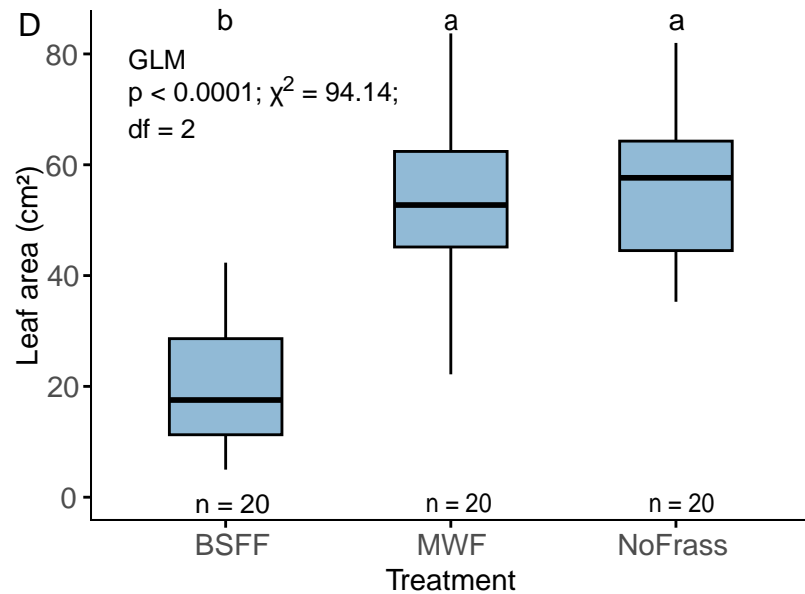 D
b a a
GLM
p < 0.0001; χ² = 94.14;
df = 2
Leaf area (cm²)
80
60
40
20
0
n = 20 n = 20 n = 20
BSFF MWF NoFrass
Treatment